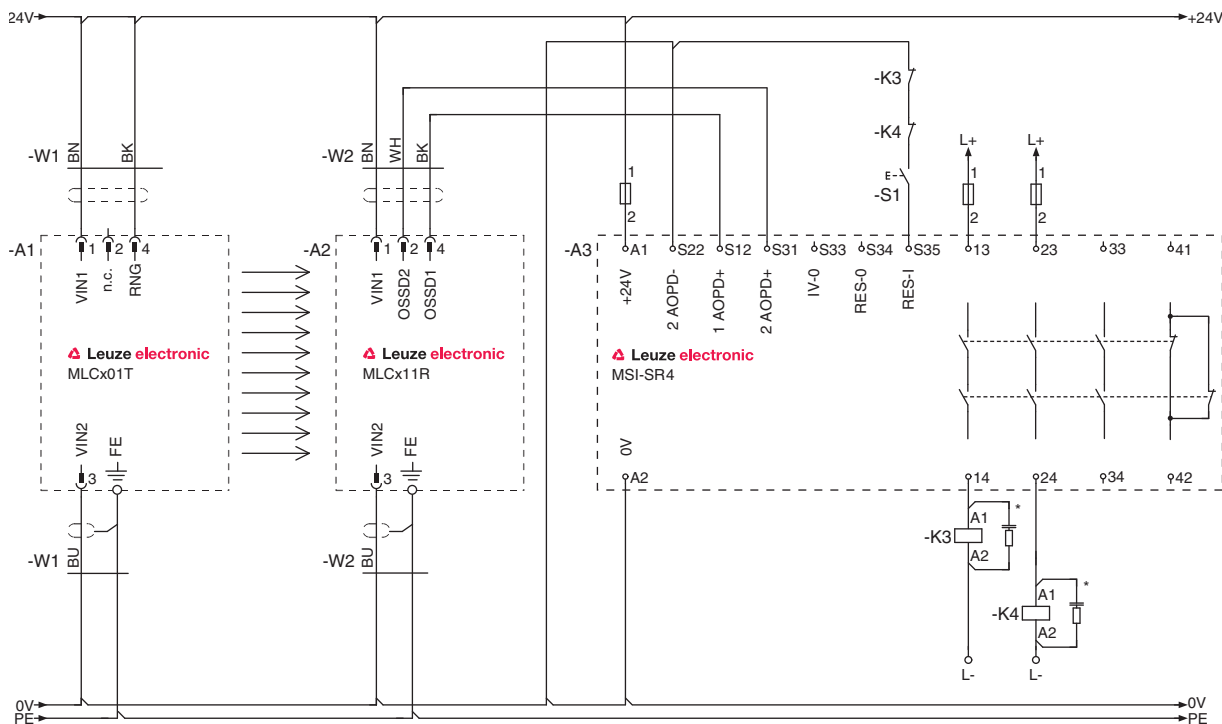 24V
+24V
-K3
-K4
E
-S1
L+
L+
-W1
BN
BK
-W2
BN
WH
BK
1
2
1
2
1
2
-A1
1
2
4
-A2
1
2
4
-A3
A1
S22
S12
S31
S33
S34
S35
13
23
33
41
VIN1
n.c.
RNG
VIN1
OSSD2
OSSD1
+24V
2 AOPD-
1 AOPD+
2 AOPD+
IV-0
RES-0
RES-I
Leuze electronic
MLCx01T
Leuze electronic
MLCx11R
Leuze electronic
MSI-SR4
VIN2
FE
VIN2
FE
0V
3
3
A2
14
24
34
42
-W1
BU
-W2
BU
-K3
A1
A2
*
-K4
A1
A2
*
L-
L-
0V
0V
PE
PE